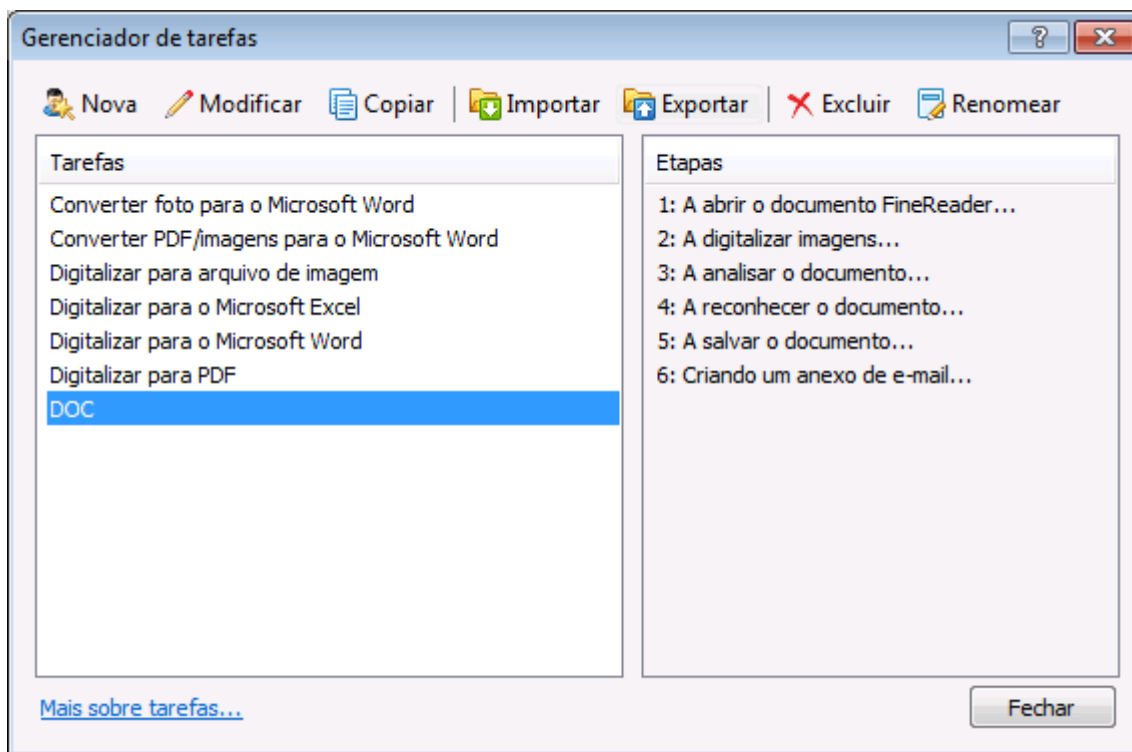 Gerenciador de tarefas
Nova Modificar Copiar Importar Exportar Excluir Renomear
Tarefas
Converter foto para o Microsoft Word
Converter PDF/imagens para o Microsoft Word
Digitalizar para arquivo de imagem
Digitalizar para o Microsoft Excel
Digitalizar para o Microsoft Word
Digitalizar para PDF
DOC
Etapas
1: A abrir o documento FineReader...
2: A digitalizar imagens...
3: A analisar o documento...
4: A reconhecer o documento...
5: A salvar o documento...
6: Criando um anexo de e-mail...
Mais sobre tarefas...
Fechar